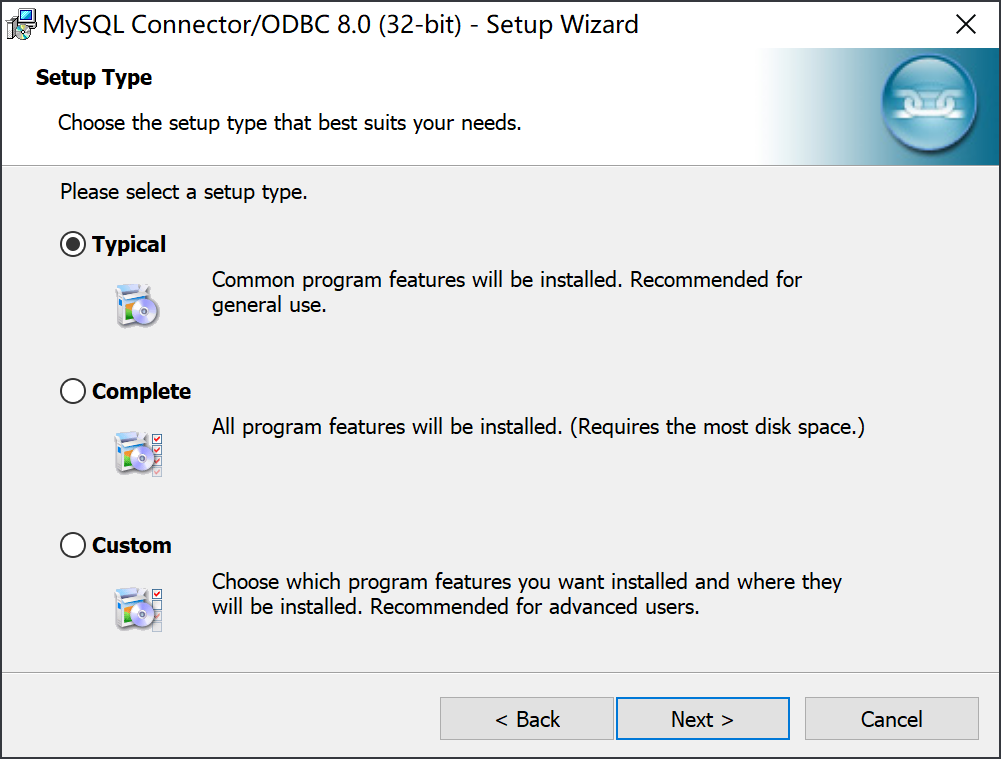 MySQL Connector/ODBC 8.0 (32-bit) - Setup Wizard
Setup Type
Choose the setup type that best suits your needs.
Please select a setup type.
Typical
Common program features will be installed. Recommended for
general use.
Complete
All program features will be installed. (Requires the most disk space.)
Custom
Choose which program features you want installed and where they
will be installed. Recommended for advanced users.
< Back
Next >
Cancel